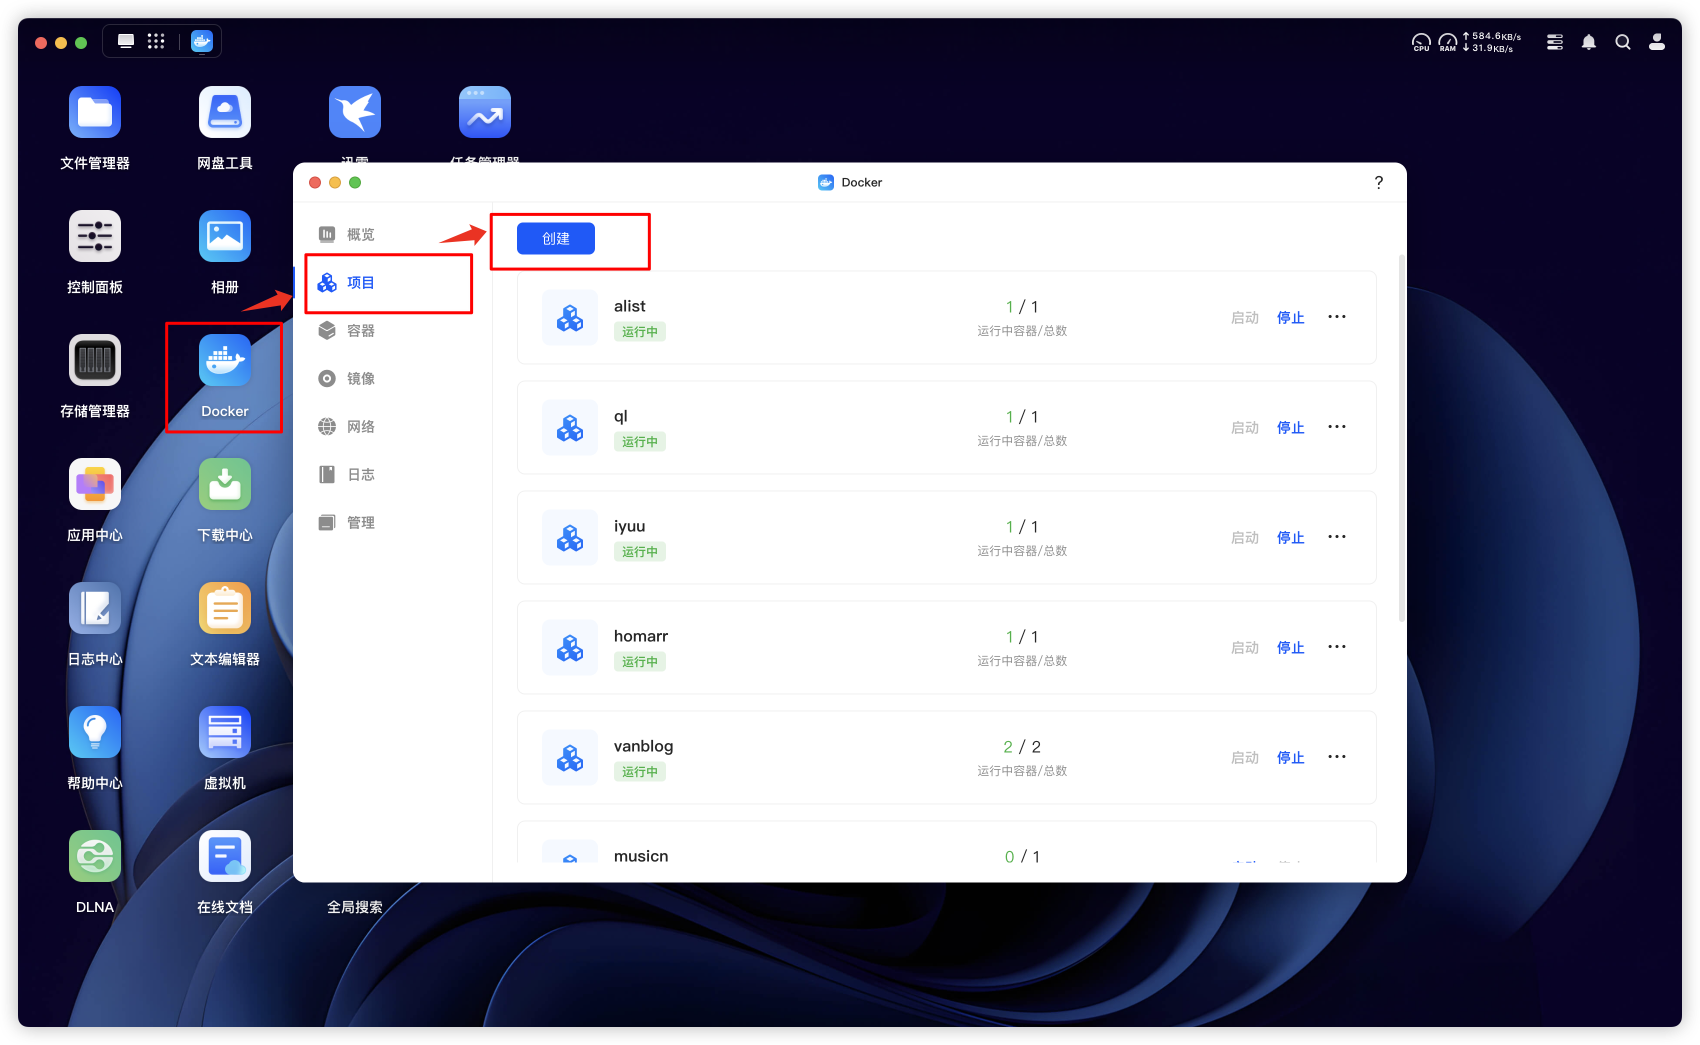 CPU
RAM
584.6KB/s
31.9KB/s
文件管理器
网盘工具
迅雷
任务管理器
控制面板
相册
存储管理器
Docker
应用中心
下载中心
日志中心
文本编辑器
帮助中心
虚拟机
DLNA
在线文档
全局搜索
Docker
?
概览
项目
容器
镜像
网络
日志
管理
创建
alist
运行中
1 / 1
运行中容器/总数
启动 停止
ql
运行中
1 / 1
运行中容器/总数
启动 停止
iyuu
运行中
1 / 1
运行中容器/总数
启动 停止
homarr
运行中
1 / 1
运行中容器/总数
启动 停止
vanblog
运行中
2 / 2
运行中容器/总数
启动 停止
musicn
0 / 1